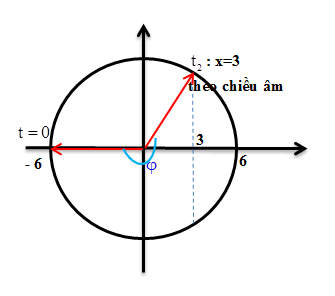 t₂ : x=3
theo chiều âm
t = 0
3
- 6
φ
6